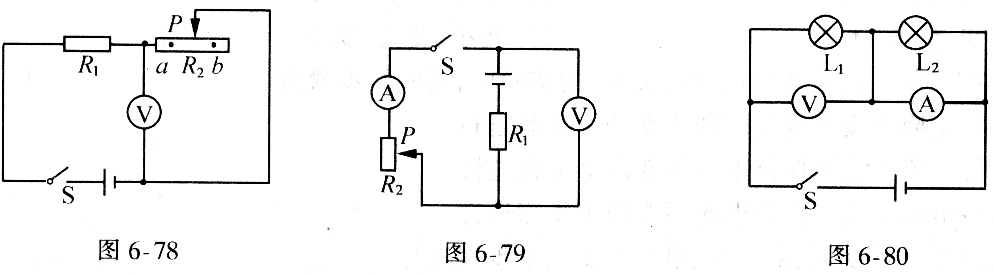 P
R₁
a R₂ b
V
S
图 6-78
S
A
P
R₁
V
R₂
图 6-79
L₁
L₂
V
A
S
图 6-80